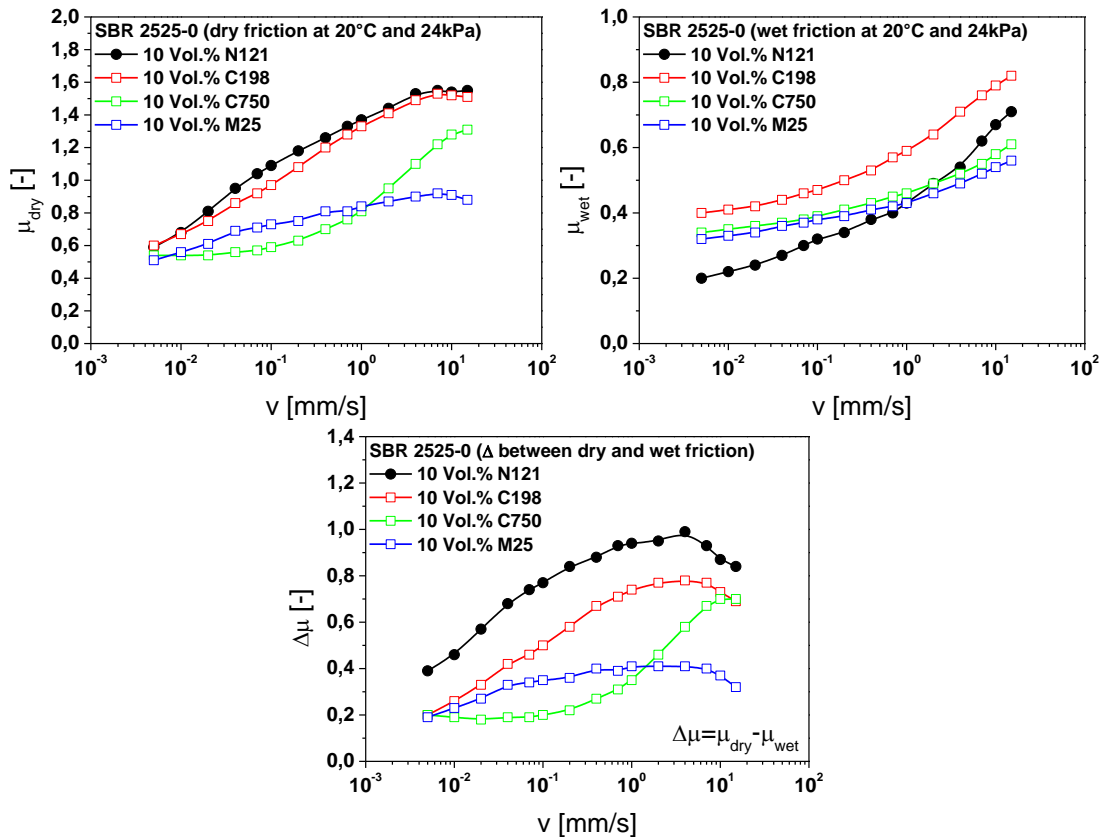 SBR 2525-0 (dry friction at 20°C and 24kPa)
10 Vol.% N121
10 Vol.% C198
10 Vol.% C750
10 Vol.% M25
2,0
1,8
1,6
1,4
1,2
1,0
0,8
0,6
0,4
0,2
0,0
μdry [-]
10⁻³ 10⁻² 10⁻¹ 10⁰ 10¹ 10²
v [mm/s]
SBR 2525-0 (wet friction at 20°C and 24kPa)
10 Vol.% N121
10 Vol.% C198
10 Vol.% C750
10 Vol.% M25
1,0
0,8
0,6
0,4
0,2
0,0
μwet [-]
10⁻³ 10⁻² 10⁻¹ 10⁰ 10¹ 10²
v [mm/s]
SBR 2525-0 (Δ between dry and wet friction)
10 Vol.% N121
10 Vol.% C198
10 Vol.% C750
10 Vol.% M25
1,4
1,2
1,0
0,8
0,6
0,4
0,2
0,0
Δμ [-]
Δμ=μdry-μwet
10⁻³ 10⁻² 10⁻¹ 10⁰ 10¹ 10²
v [mm/s]